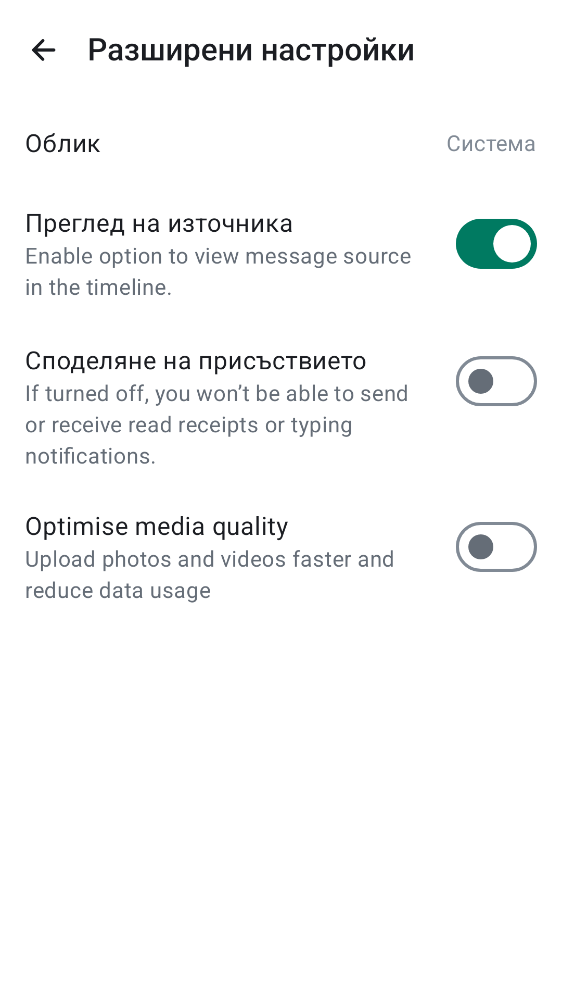 Разширени настройки
Облик
Система
Преглед на източника
Enable option to view message source
in the timeline.
Споделяне на присъствието
If turned off, you won’t be able to send
or receive read receipts or typing
notifications.
Optimise media quality
Upload photos and videos faster and
reduce data usage